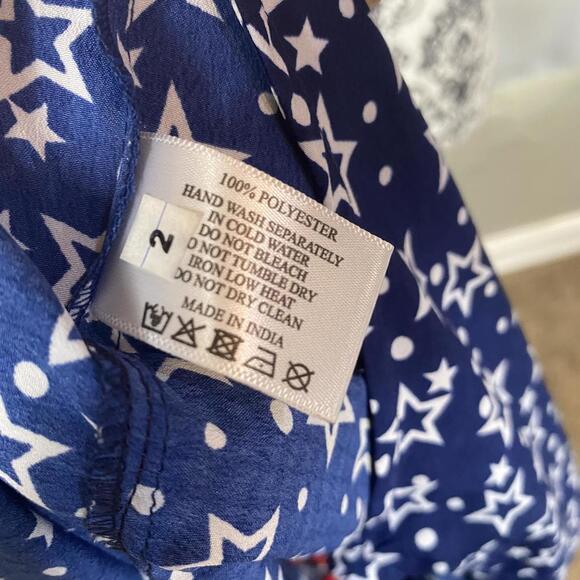 100% POLYESTER
HAND WASH SEPARATELY
IN COLD WATER
DO NOT BLEACH
DO NOT TUMBLE DRY
IRON LOW HEAT
DO NOT DRY CLEAN
MADE IN INDIA
2